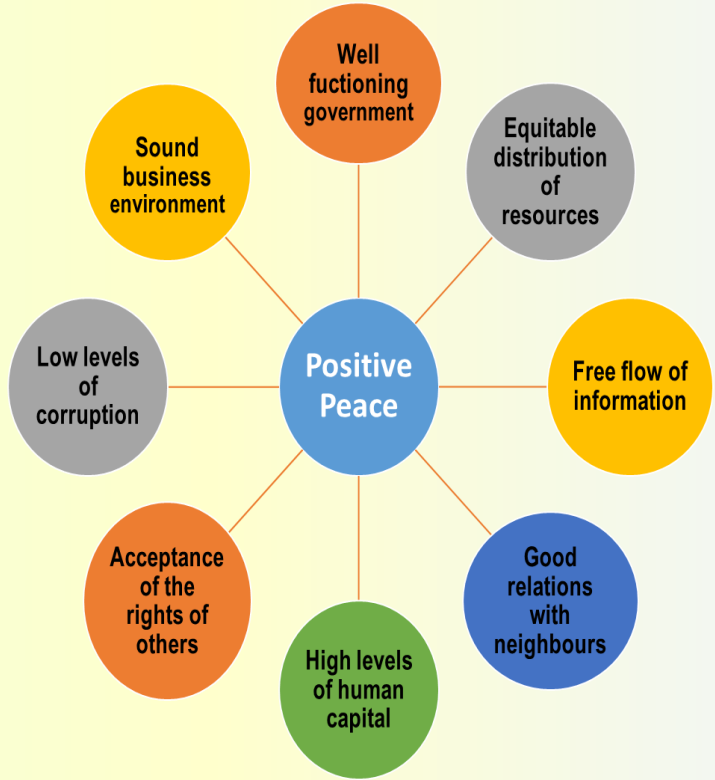 Well
fuctioning
government
Equitable
distribution
of
resources
Free flow of
information
Good
relations
with
neighbours
High levels
of human
capital
Acceptance
of the
rights of
others
Low levels
of
corruption
Sound
business
environment
Positive
Peace